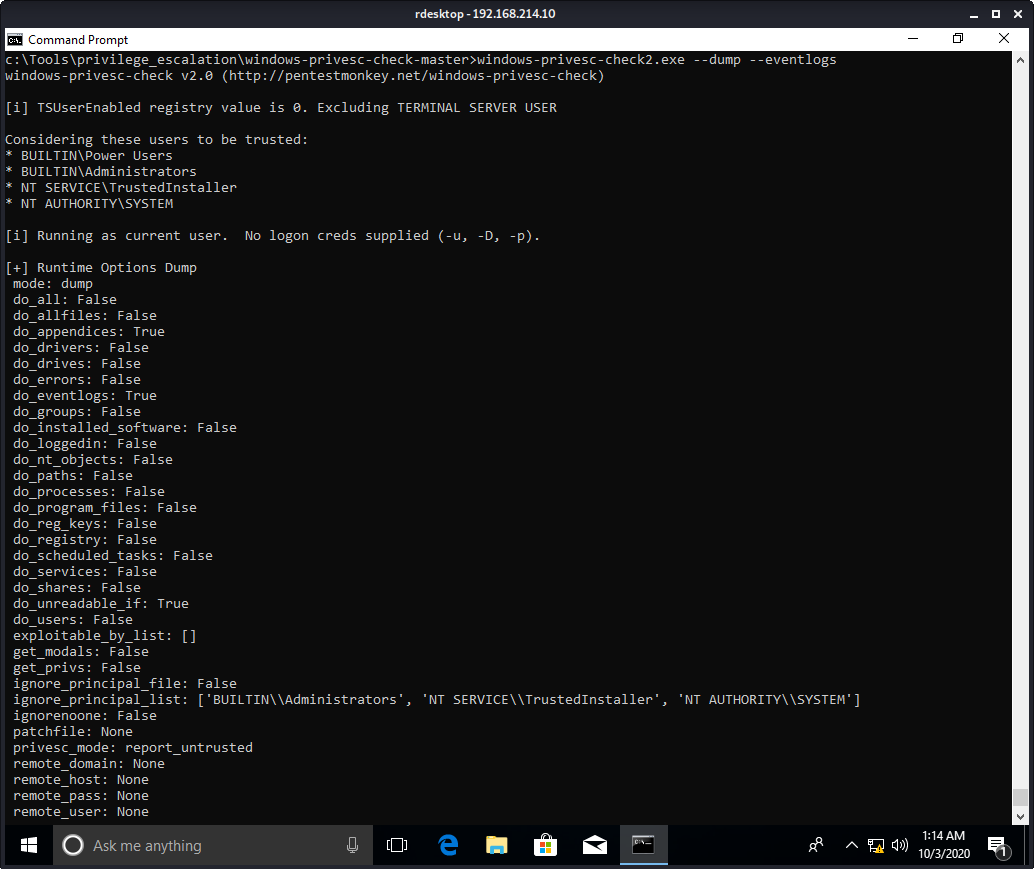 rdesktop - 192.168.214.10
Command Prompt
c:\Tools\privilege_escalation\windows-privesc-check-master>windows-privesc-check2.exe --dump --eventlogs
windows-privesc-check v2.0 (http://pentestmonkey.net/windows-privesc-check)
[i] TSUserEnabled registry value is 0. Excluding TERMINAL SERVER USER
Considering these users to be trusted:
* BUILTIN\Power Users
* BUILTIN\Administrators
* NT SERVICE\TrustedInstaller
* NT AUTHORITY\SYSTEM
[i] Running as current user.  No logon creds supplied (-u, -D, -p).
[+] Runtime Options Dump
mode: dump
do_all: False
do_allfiles: False
do_appendices: True
do_drivers: False
do_drives: False
do_errors: False
do_eventlogs: True
do_groups: False
do_installed_software: False
do_loggedin: False
do_nt_objects: False
do_paths: False
do_processes: False
do_program_files: False
do_reg_keys: False
do_registry: False
do_scheduled_tasks: False
do_services: False
do_shares: False
do_unreadable_if: True
do_users: False
exploitable_by_list: []
get_modals: False
get_privs: False
ignore_principal_file: False
ignore_principal_list: ['BUILTIN\\Administrators', 'NT SERVICE\\TrustedInstaller', 'NT AUTHORITY\\SYSTEM']
ignorenoone: False
patchfile: None
privesc_mode: report_untrusted
remote_domain: None
remote_host: None
remote_pass: None
remote_user: None
Ask me anything
1:14 AM
10/3/2020
1